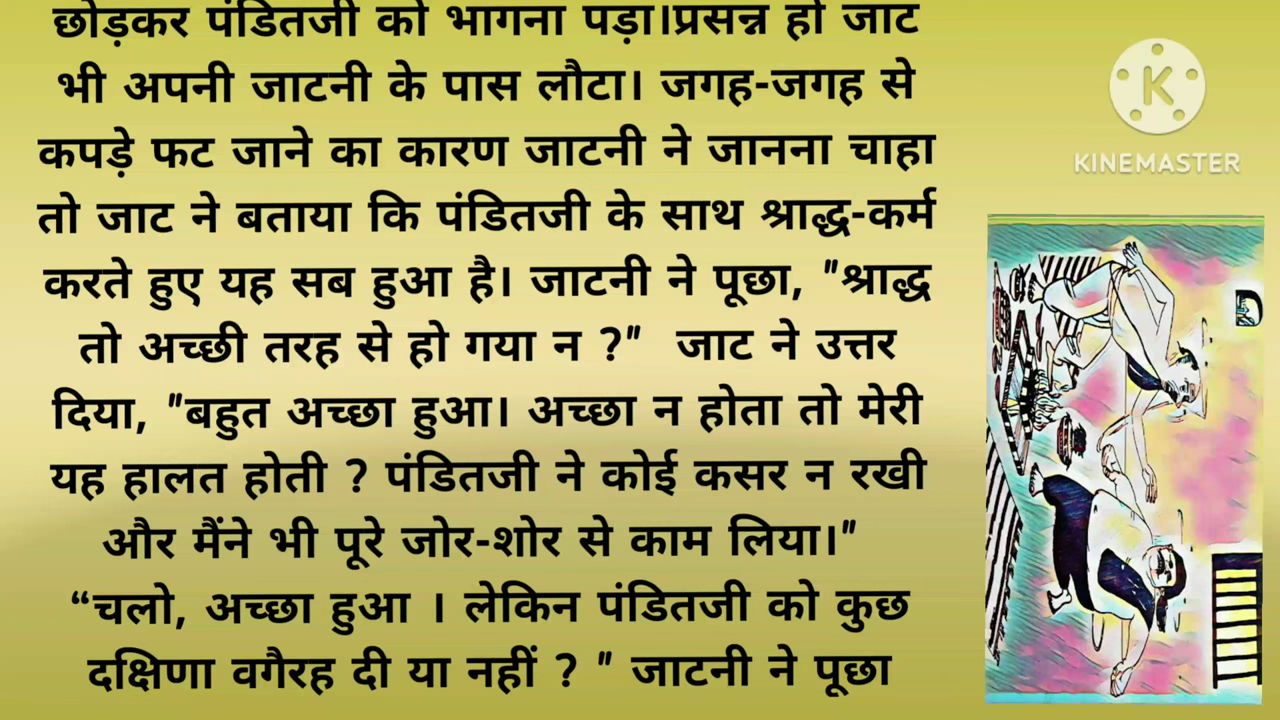 छोड़कर पंडितजी को भागना पड़ा।प्रसन्न हो जाट
भी अपनी जाटनी के पास लौटा। जगह-जगह से
कपड़े फट जाने का कारण जाटनी ने जानना चाहा
तो जाट ने बताया कि पंडितजी के साथ श्राद्ध-कर्म
करते हुए यह सब हुआ है। जाटनी ने पूछा, "श्राद्ध
तो अच्छी तरह से हो गया न ?" जाट ने उत्तर
दिया, "बहुत अच्छा हुआ। अच्छा न होता तो मेरी
यह हालत होती ? पंडितजी ने कोई कसर न रखी
और मैंने भी पूरे जोर-शोर से काम लिया।"
“चलो, अच्छा हुआ । लेकिन पंडितजी को कुछ
दक्षिणा वगैरह दी या नहीं ? " जाटनी ने पूछा
K
KINEMASTER